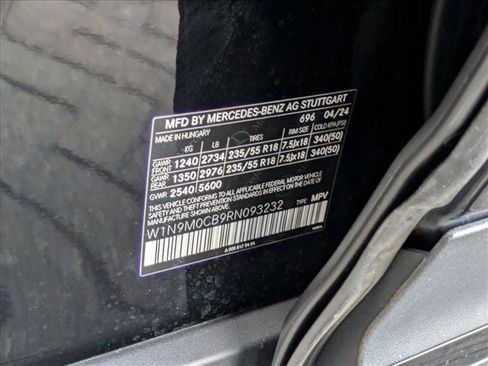 MFD BY MERCEDES-BENZ AG STUTTGART
MADE IN HUNGARY 696 04/24
KG LB TIRES RIM SIZE COLD KPA(PSI)
GAWR FRONT 1240 2734 235/55 R18 7.5Jx18 340(50)
GAWR REAR 1350 2976 235/55 R18 7.5Jx18 340(50)
GVWR 2540 5600
THIS VEHICLE CONFORMS TO ALL APPLICABLE FEDERAL MOTOR VEHICLE
SAFETY STANDARDS IN EFFECT ON THE DATE OF MANUFACTURE SHOWN ABOVE.
W1N9M0CB9RN093232 TYPE MPV